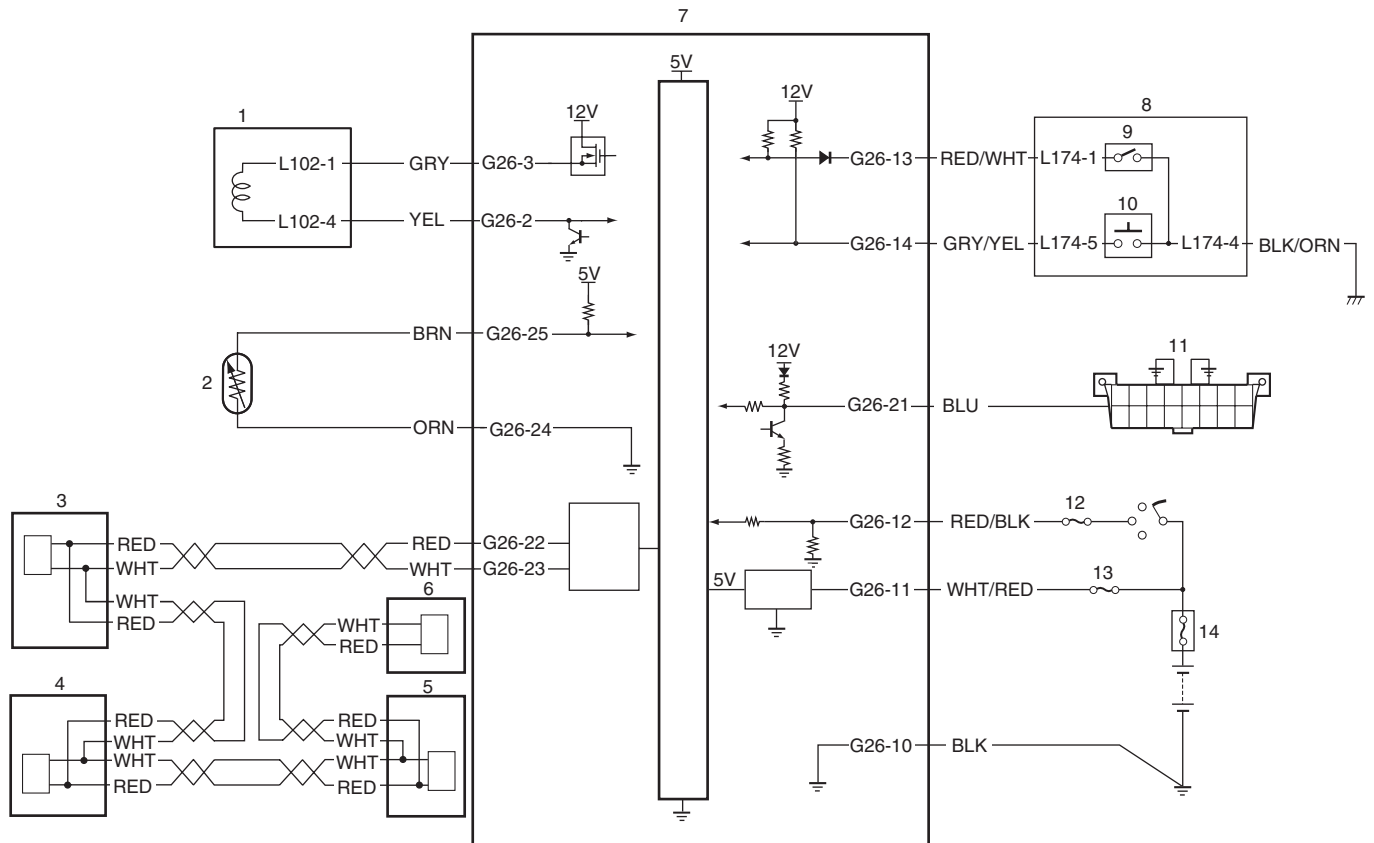 7
5V
12V
12V
1
8
9
L102-1
GRY
G26-3
G26-13
RED/WHT
L174-1
10
L102-4
YEL
G26-2
G26-14
GRY/YEL
L174-5
L174-4
BLK/ORN
5V
BRN
G26-25
12V
11
2
G26-21
BLU
ORN
G26-24
3
12
G26-12
RED/BLK
RED
RED
G26-22
WHT
WHT
G26-23
5V
G26-11
WHT/RED
13
6
WHT
RED
WHT
RED
14
4
5
RED
WHT
WHT
RED
RED
WHT
WHT
RED
G26-10
BLK